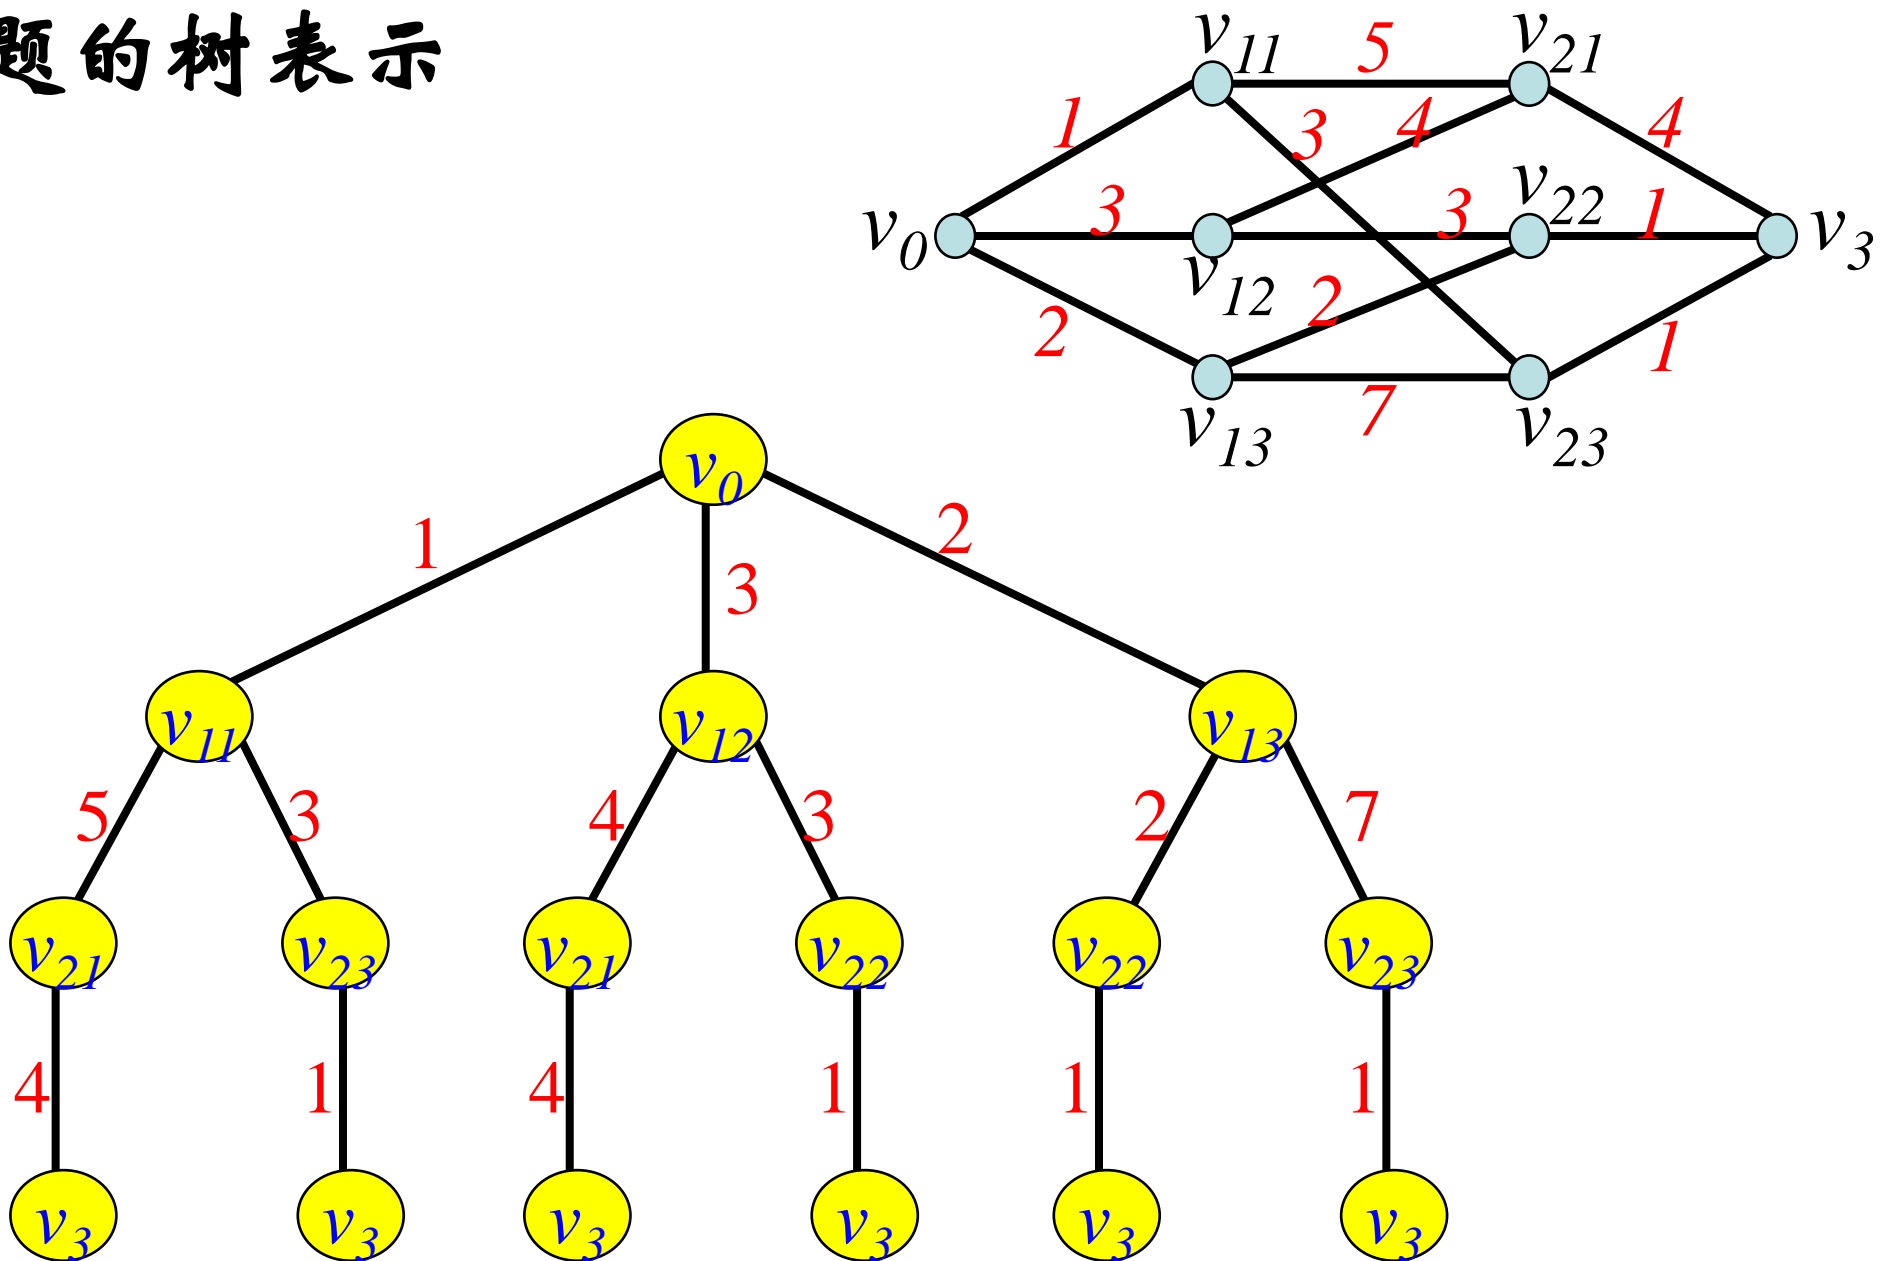 题的树表示
v11 5 v21
1 3 4 4
v0 3 v12 3 v22 1 v3
2 2 1
v13 7 v23
v0
1 3 2
v11 v12 v13
5 3 4 3 2 7
v21 v23 v21 v22 v22 v23
4 1 4 1 1 1
v3 v3 v3 v3 v3 v3